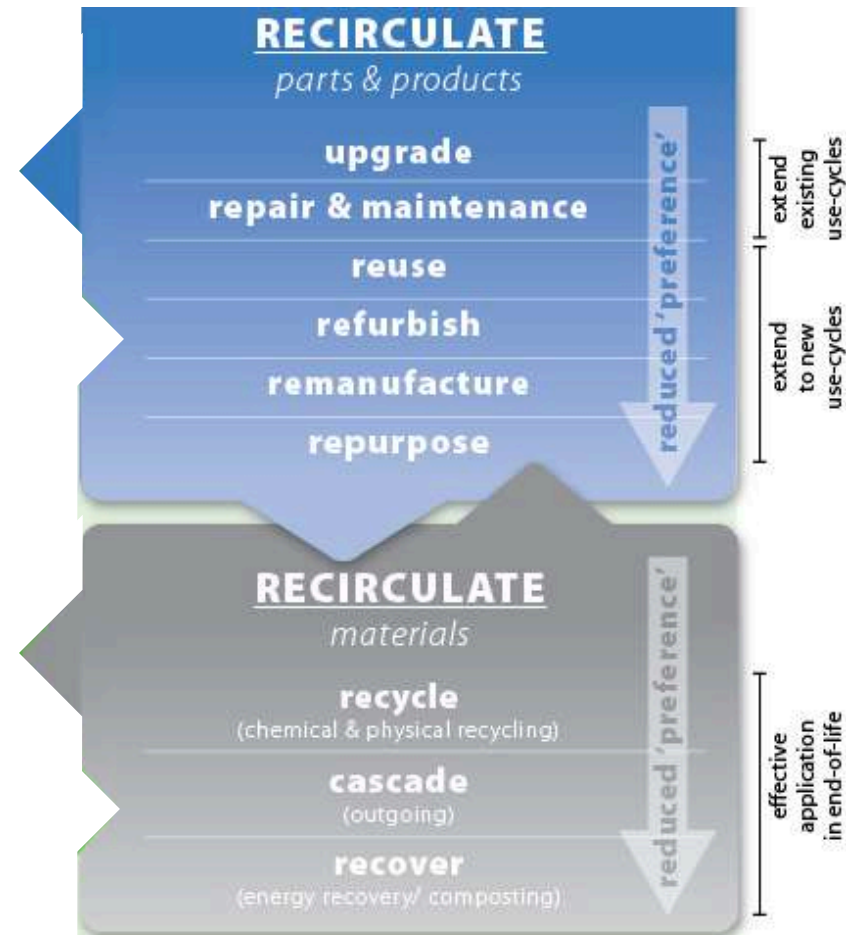 RECIRCULATE
parts & products
upgrade
repair & maintenance
reuse
refurbish
remanufacture
repurpose
reduced 'preference'
extend
existing
use-cycles
extend
to new
use-cycles
RECIRCULATE
materials
recycle
(chemical & physical recycling)
cascade
(outgoing)
recover
(energy recovery/ composting)
reduced 'preference'
effective
application
in end-of-life